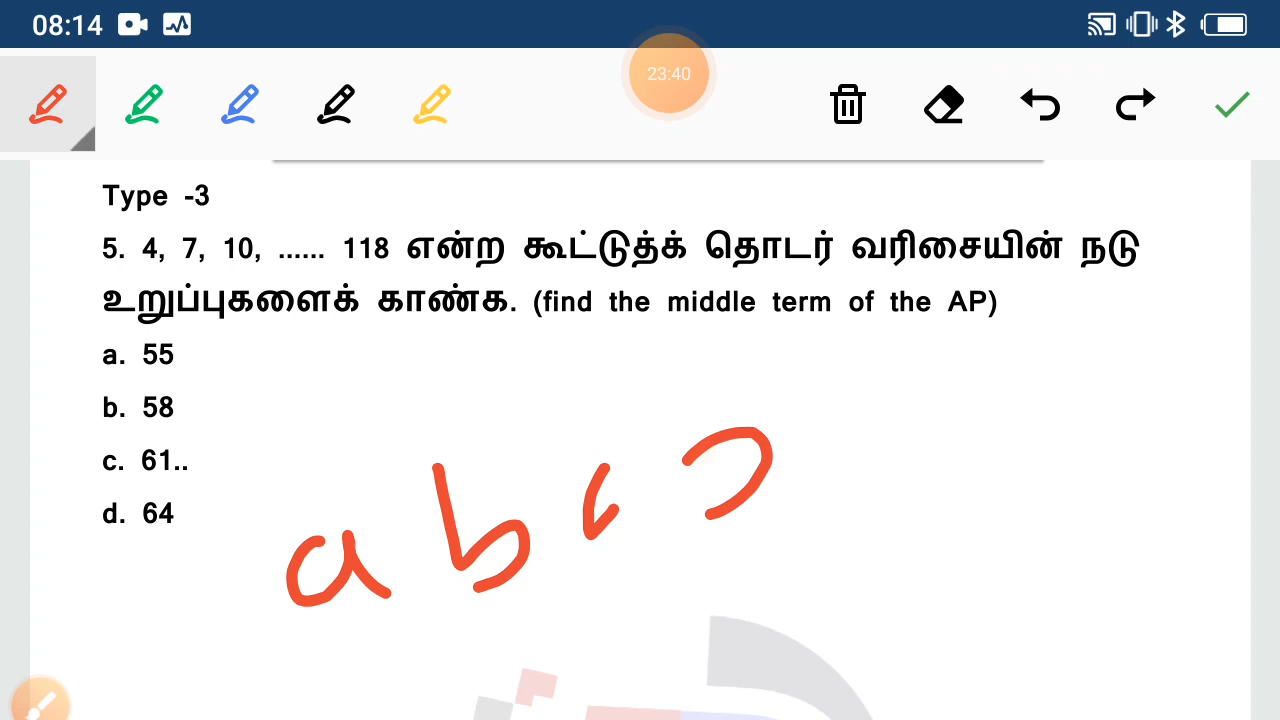 08:14
23:40
Type -3
5. 4, 7, 10, ...... 118 என்ற கூட்டுத்க் தொடர் வரிசையின் நடு
உறுப்புகளைக் காண்க. (find the middle term of the AP)
a. 55
b. 58
c. 61..
d. 64
a b c